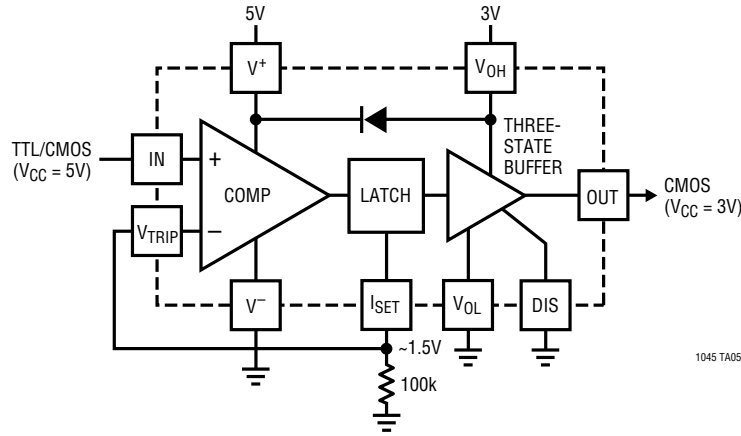 5V
3V
V+
VOH
THREE-
STATE
BUFFER
TTL/CMOS
(VCC = 5V)
IN
+
COMP
LATCH
OUT
CMOS
(VCC = 3V)
VTRIP
–
V–
ISET
VOL
DIS
~1.5V
100k
1045 TA05